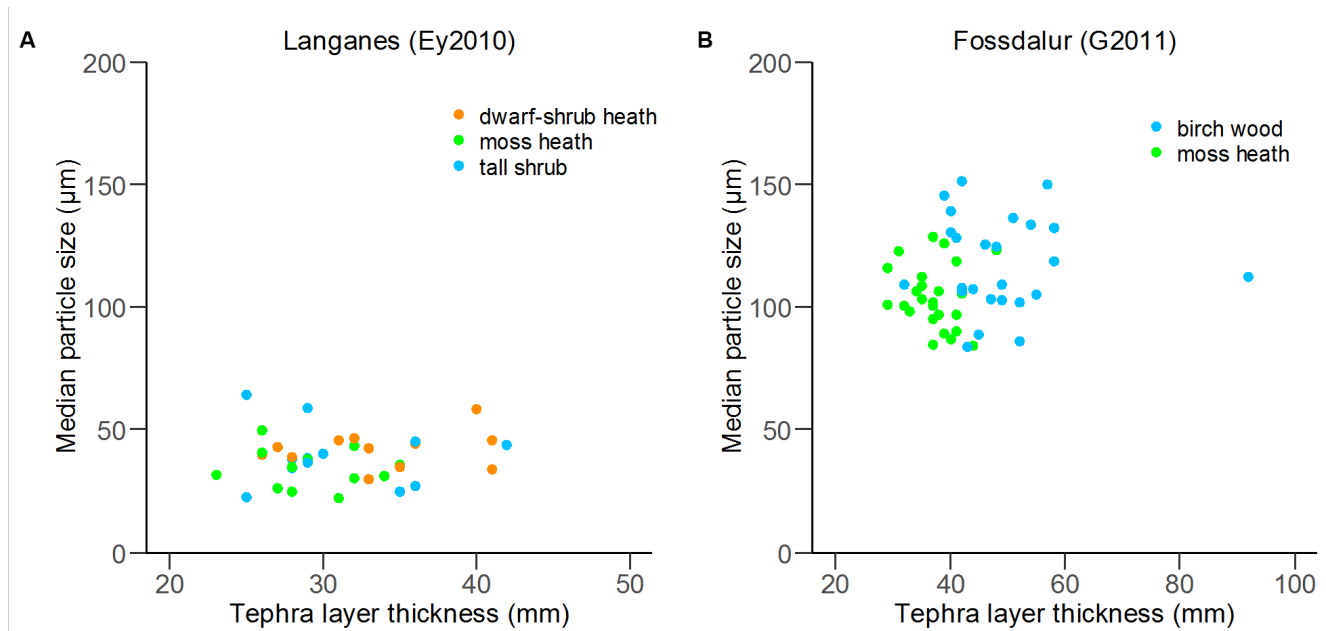 A
Langanes (Ey2010)
200
150
100
50
0
Median particle size (µm)
dwarf-shrub heath
moss heath
tall shrub
20 30 40 50
Tephra layer thickness (mm)
B
Fossdalur (G2011)
200
150
100
50
0
Median particle size (µm)
birch wood
moss heath
20 40 60 80 100
Tephra layer thickness (mm)